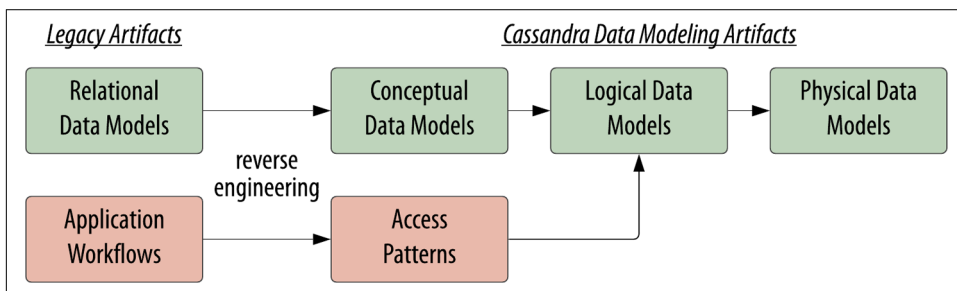 Legacy Artifacts
Cassandra Data Modeling Artifacts
Relational
Data Models
Conceptual
Data Models
Logical Data
Models
Physical Data
Models
reverse
engineering
Application
Workflows
Access
Patterns